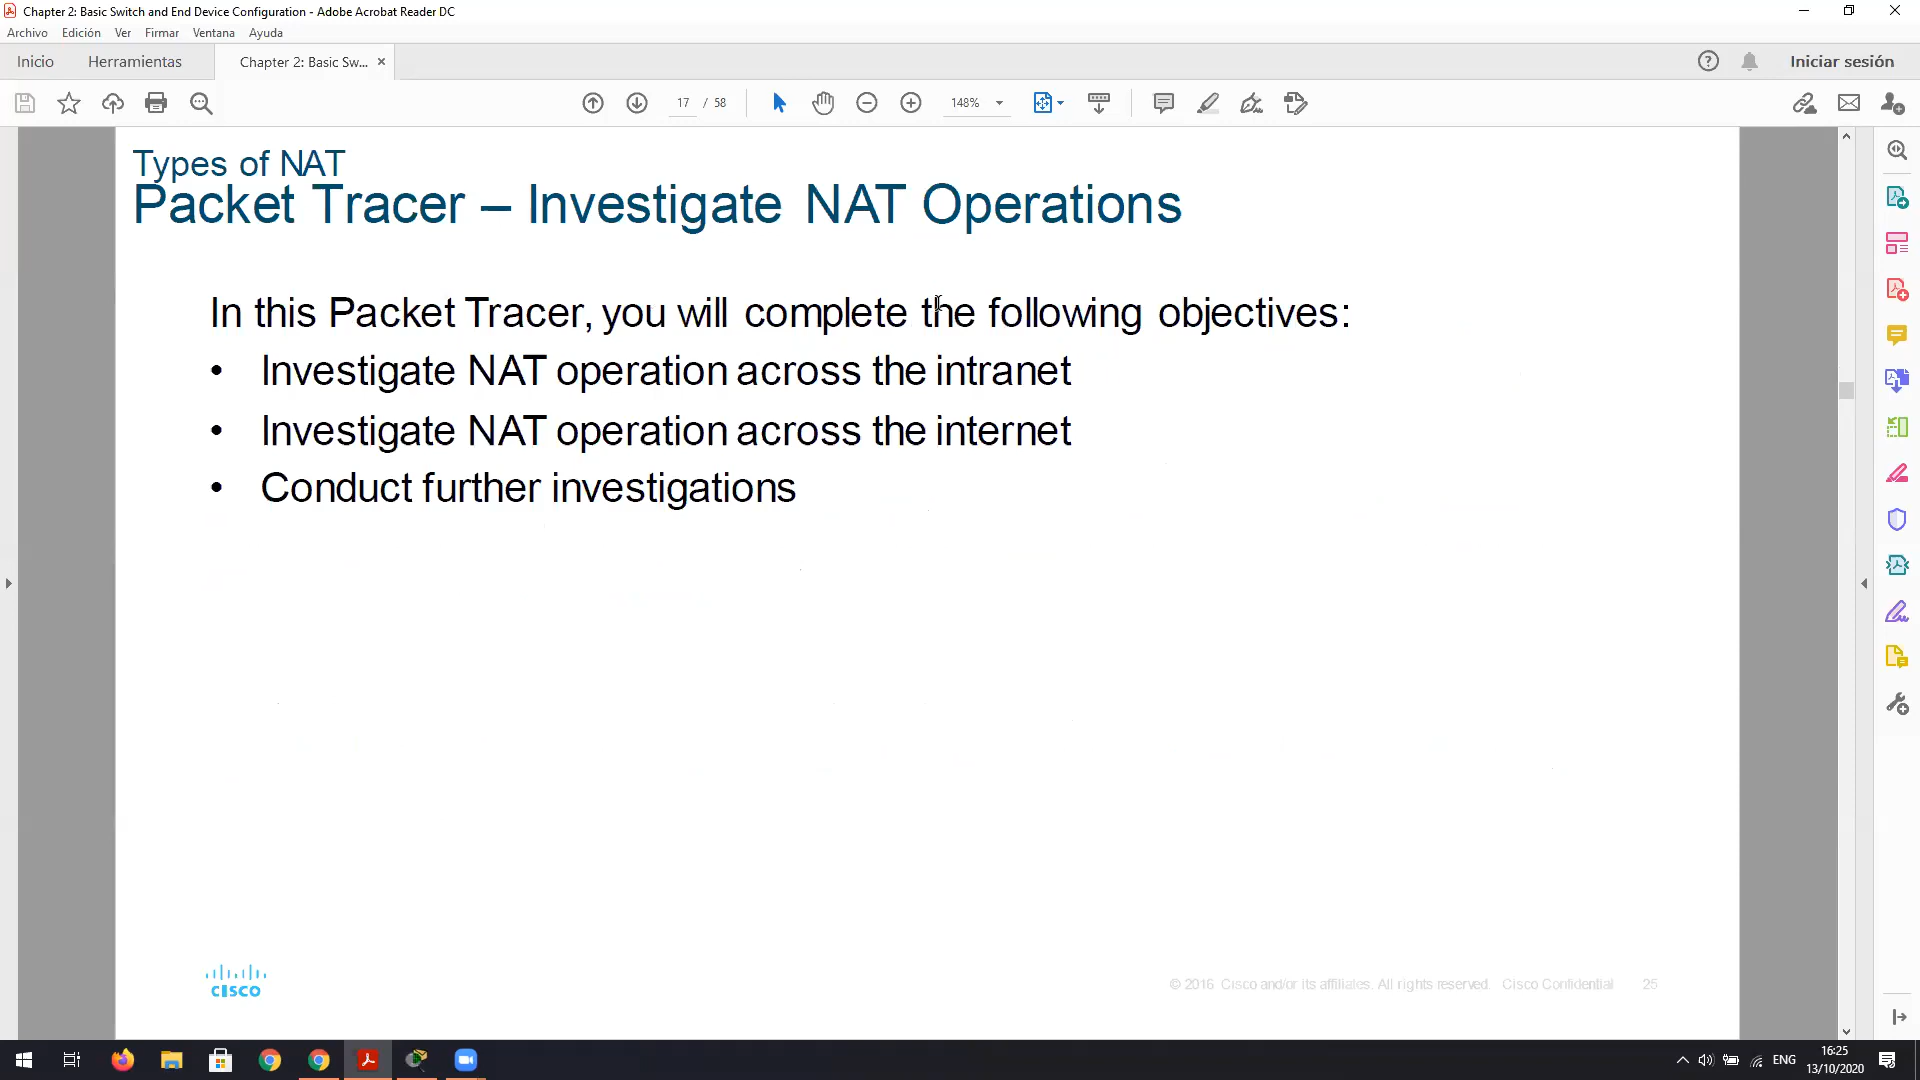 Chapter 2: Basic Switch and End Device Configuration - Adobe Acrobat Reader DC
Archivo Edición Ver Firmar Ventana Ayuda
Inicio Herramientas Chapter 2: Basic Sw... × Iniciar sesión
17 / 58 148%
Types of NAT
Packet Tracer – Investigate NAT Operations
In this Packet Tracer, you will complete the following objectives:
• Investigate NAT operation across the intranet
• Investigate NAT operation across the internet
• Conduct further investigations
CISCO
© 2016 Cisco and/or its affiliates. All rights reserved. Cisco Confidential 25
ENG
16:25
13/10/2020